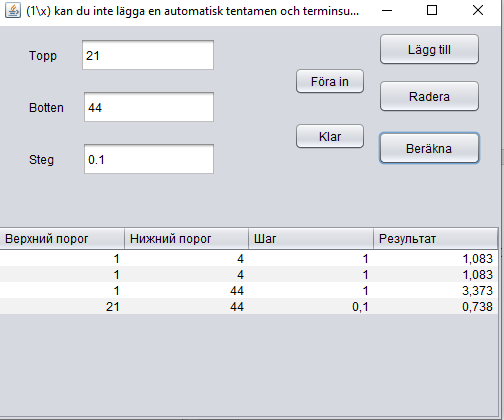 (1\x) kan du inte lägga en automatisk tentamen och terminsu...
Topp 21 Lägg till
Föra in
Radera
Botten 44
Klar
Beräkna
Steg 0.1
Верхний порог Нижний порог Шаг Результат
1 4 1 1,083
1 4 1 1,083
1 44 1 3,373
21 44 0,1 0,738